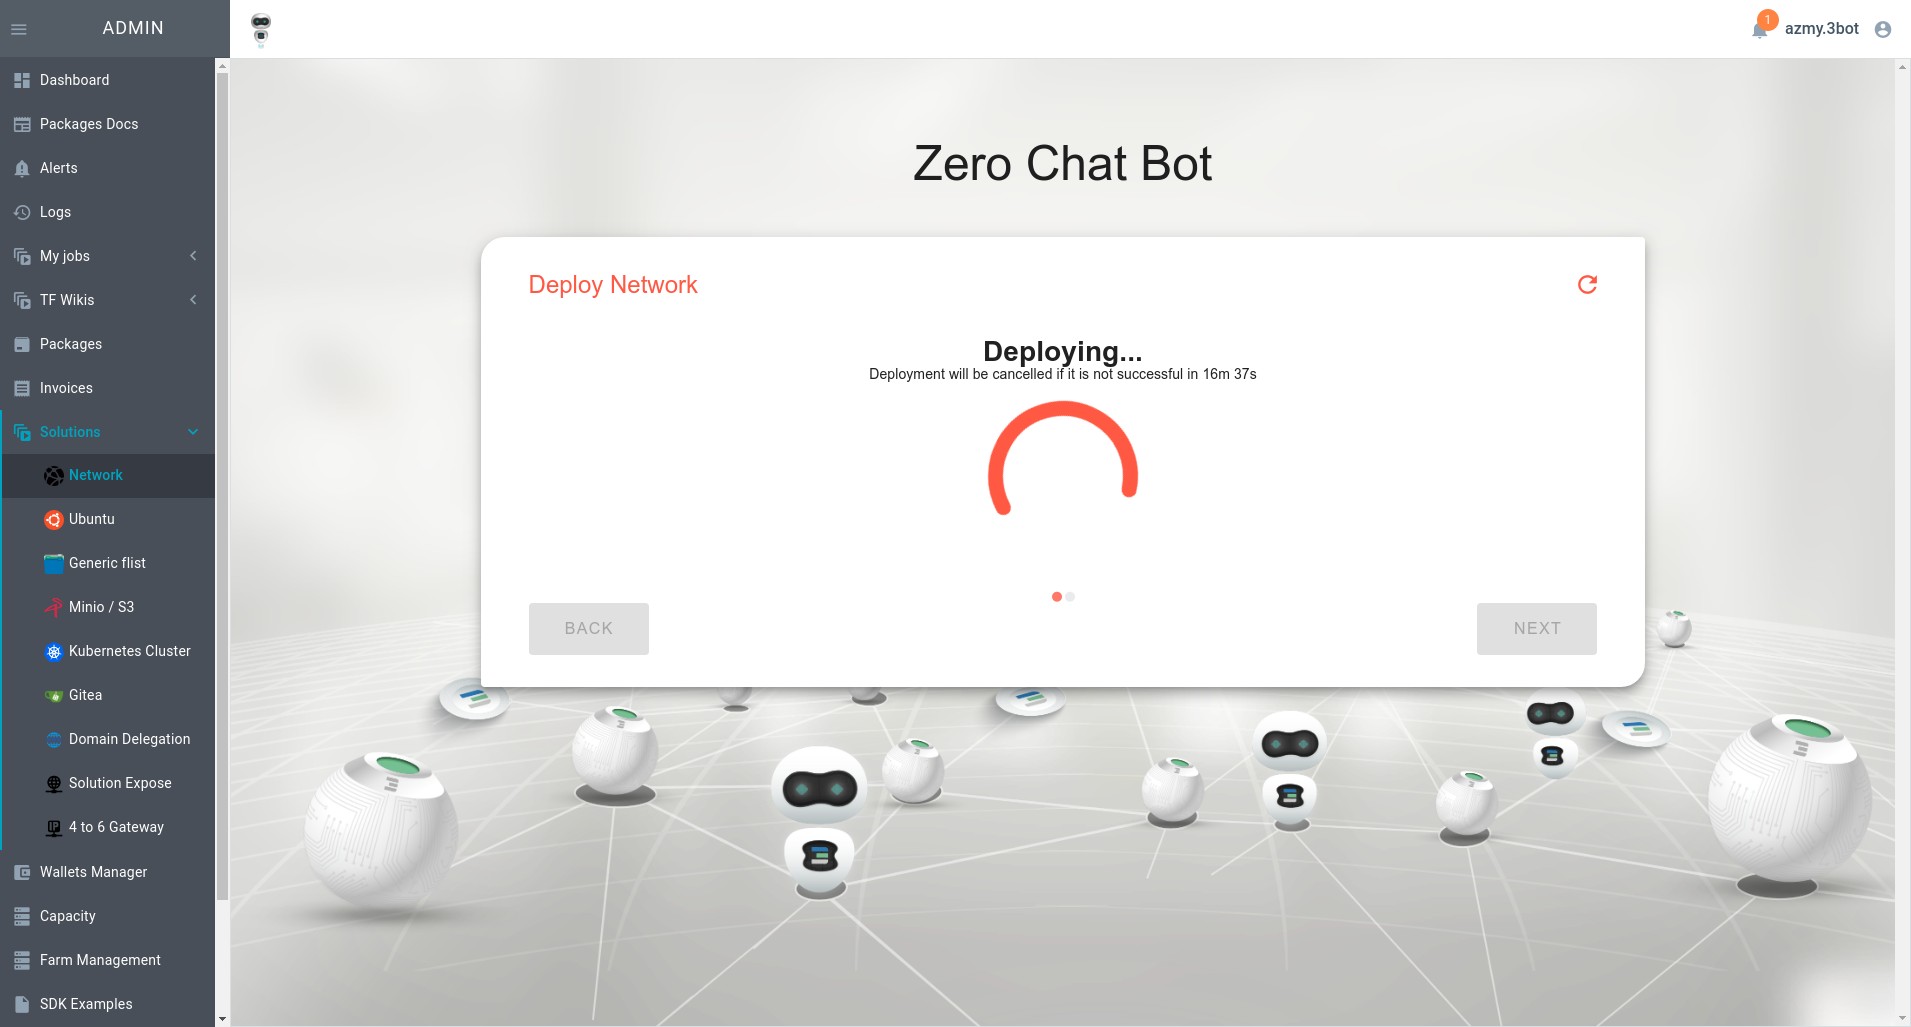 ADMIN
1
azmy.3bot
Dashboard
Packages Docs
Alerts
Logs
My jobs
TF Wikis
Packages
Invoices
Solutions
Network
Ubuntu
Generic flist
Minio / S3
Kubernetes Cluster
Gitea
Domain Delegation
Solution Expose
4 to 6 Gateway
Wallets Manager
Capacity
Farm Management
SDK Examples
Zero Chat Bot
Deploy Network
Deploying...
Deployment will be cancelled if it is not successful in 16m 37s
BACK
NEXT